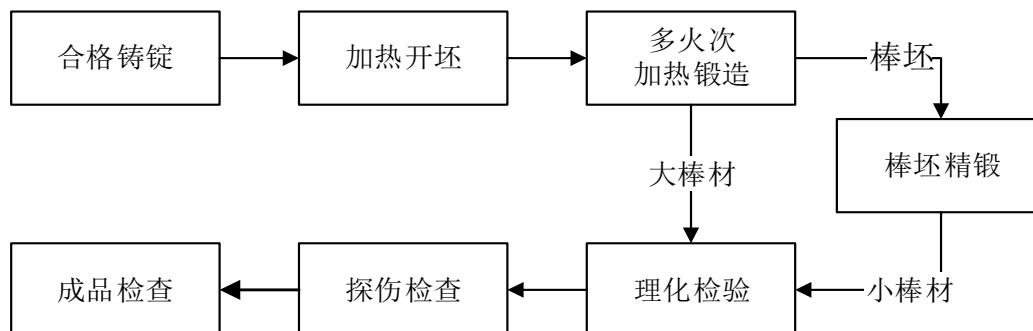 合格铸锭
加热开坯
多火次
加热锻造
棒坯
棒坯精锻
大棒材
小棒材
理化检验
探伤检查
成品检查